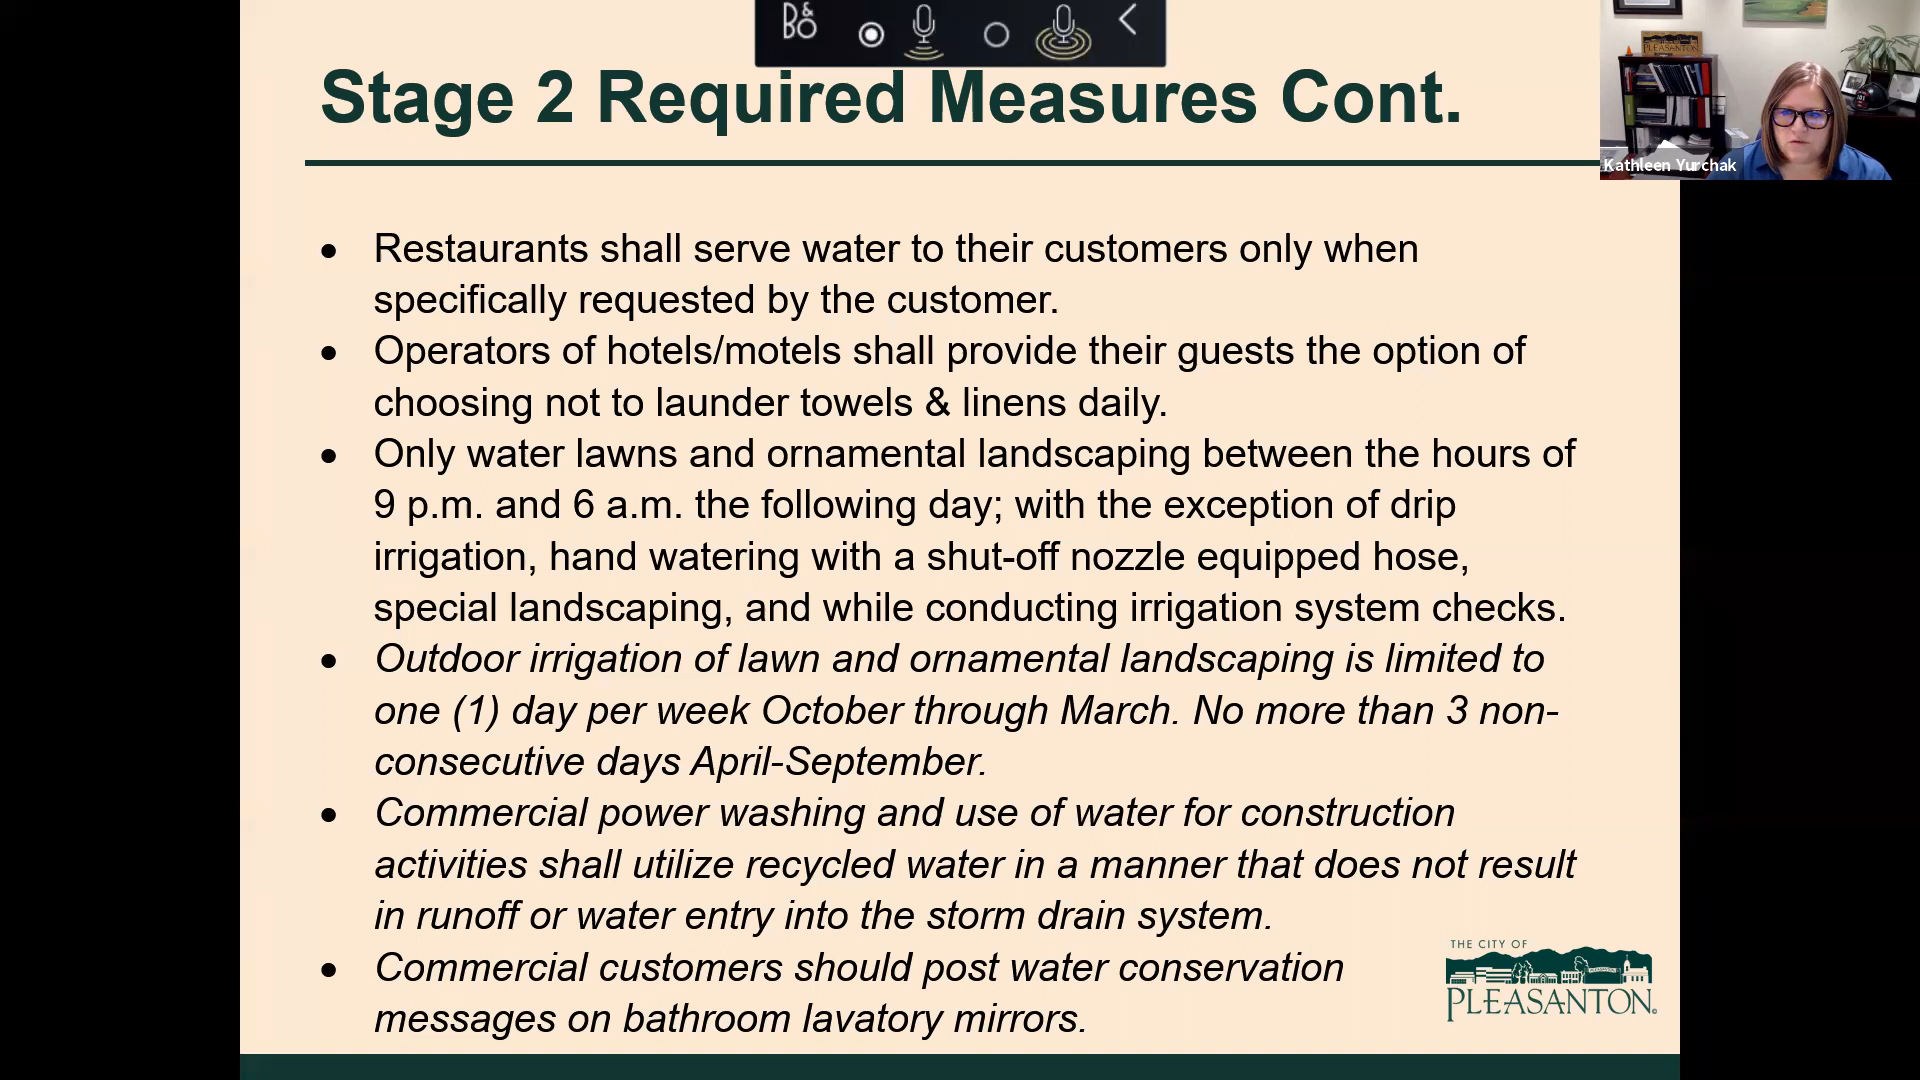 B&O
Stage 2 Required Measures Cont.
PLEASANTON
Kathleen Yurchak
• Restaurants shall serve water to their customers only when
specifically requested by the customer.
• Operators of hotels/motels shall provide their guests the option of
choosing not to launder towels & linens daily.
• Only water lawns and ornamental landscaping between the hours of
9 p.m. and 6 a.m. the following day; with the exception of drip
irrigation, hand watering with a shut-off nozzle equipped hose,
special landscaping, and while conducting irrigation system checks.
• Outdoor irrigation of lawn and ornamental landscaping is limited to
one (1) day per week October through March. No more than 3 non-
consecutive days April-September.
• Commercial power washing and use of water for construction
activities shall utilize recycled water in a manner that does not result
in runoff or water entry into the storm drain system.
• Commercial customers should post water conservation
messages on bathroom lavatory mirrors.
THE CITY OF
PLEASANTON